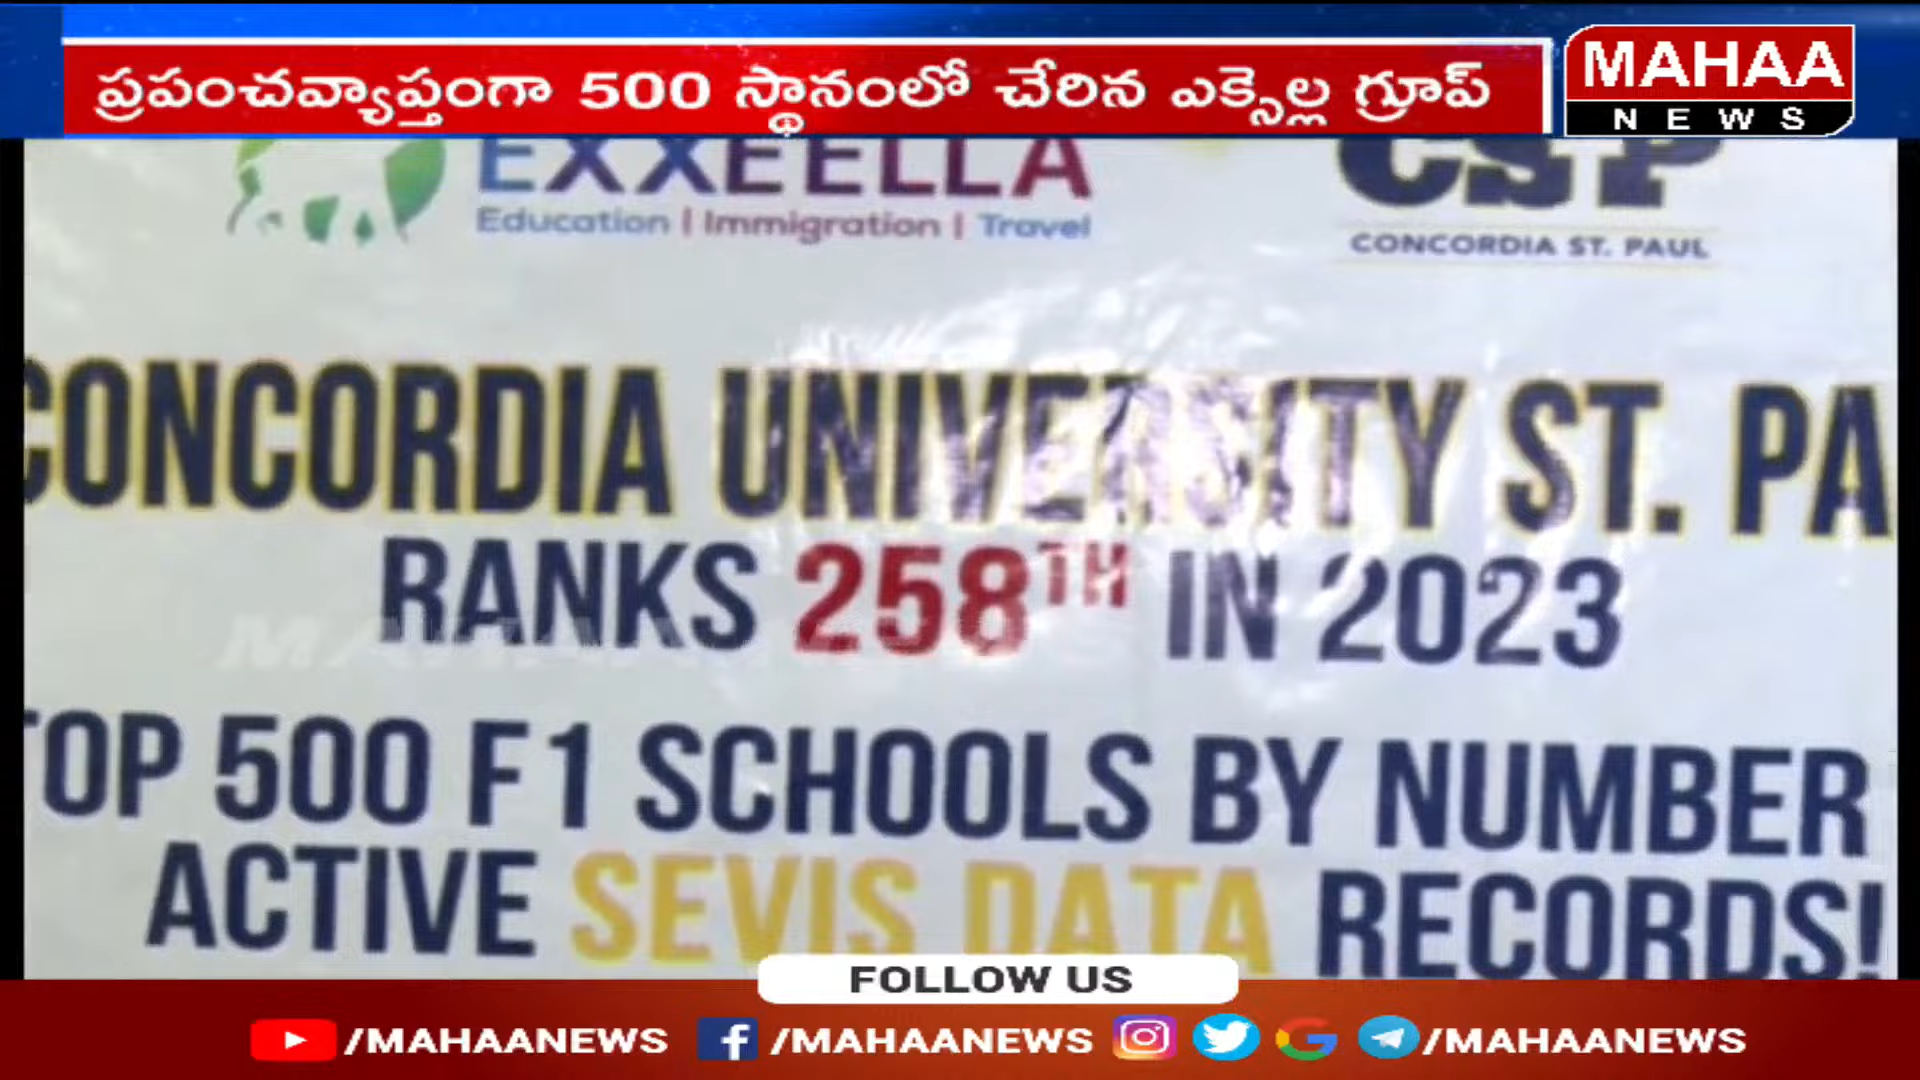 ప్రపంచవ్యాప్తంగా 500 స్థానంలో చేరిన ఎక్సెల్ల గ్రూప్
MAHAA
NEWS
EXXEELLA
Education | Immigration | Travel
CSP
CONCORDIA ST. PAUL
CONCORDIA UNIVERSITY ST. PA
RANKS 258TH IN 2023
TOP 500 F1 SCHOOLS BY NUMBER
ACTIVE SEVIS DATA RECORDS!
FOLLOW US
/MAHAANEWS /MAHAANEWS /MAHAANEWS